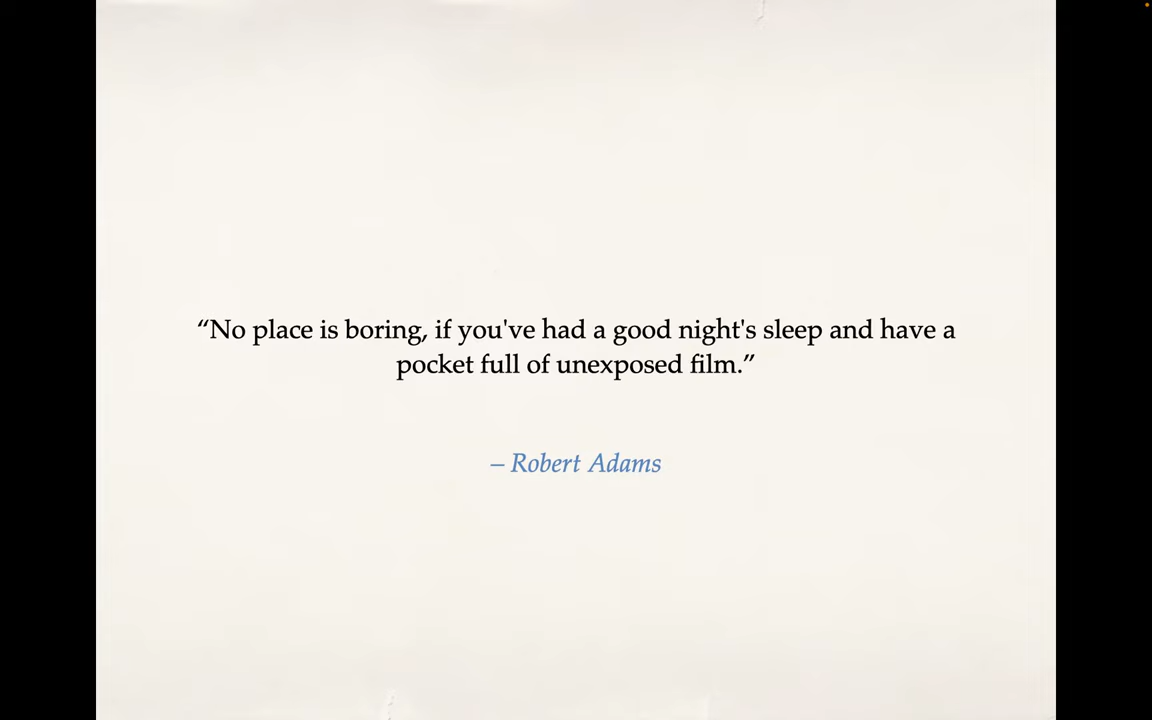 “No place is boring, if you've had a good night's sleep and have a
pocket full of unexposed film.”
– Robert Adams